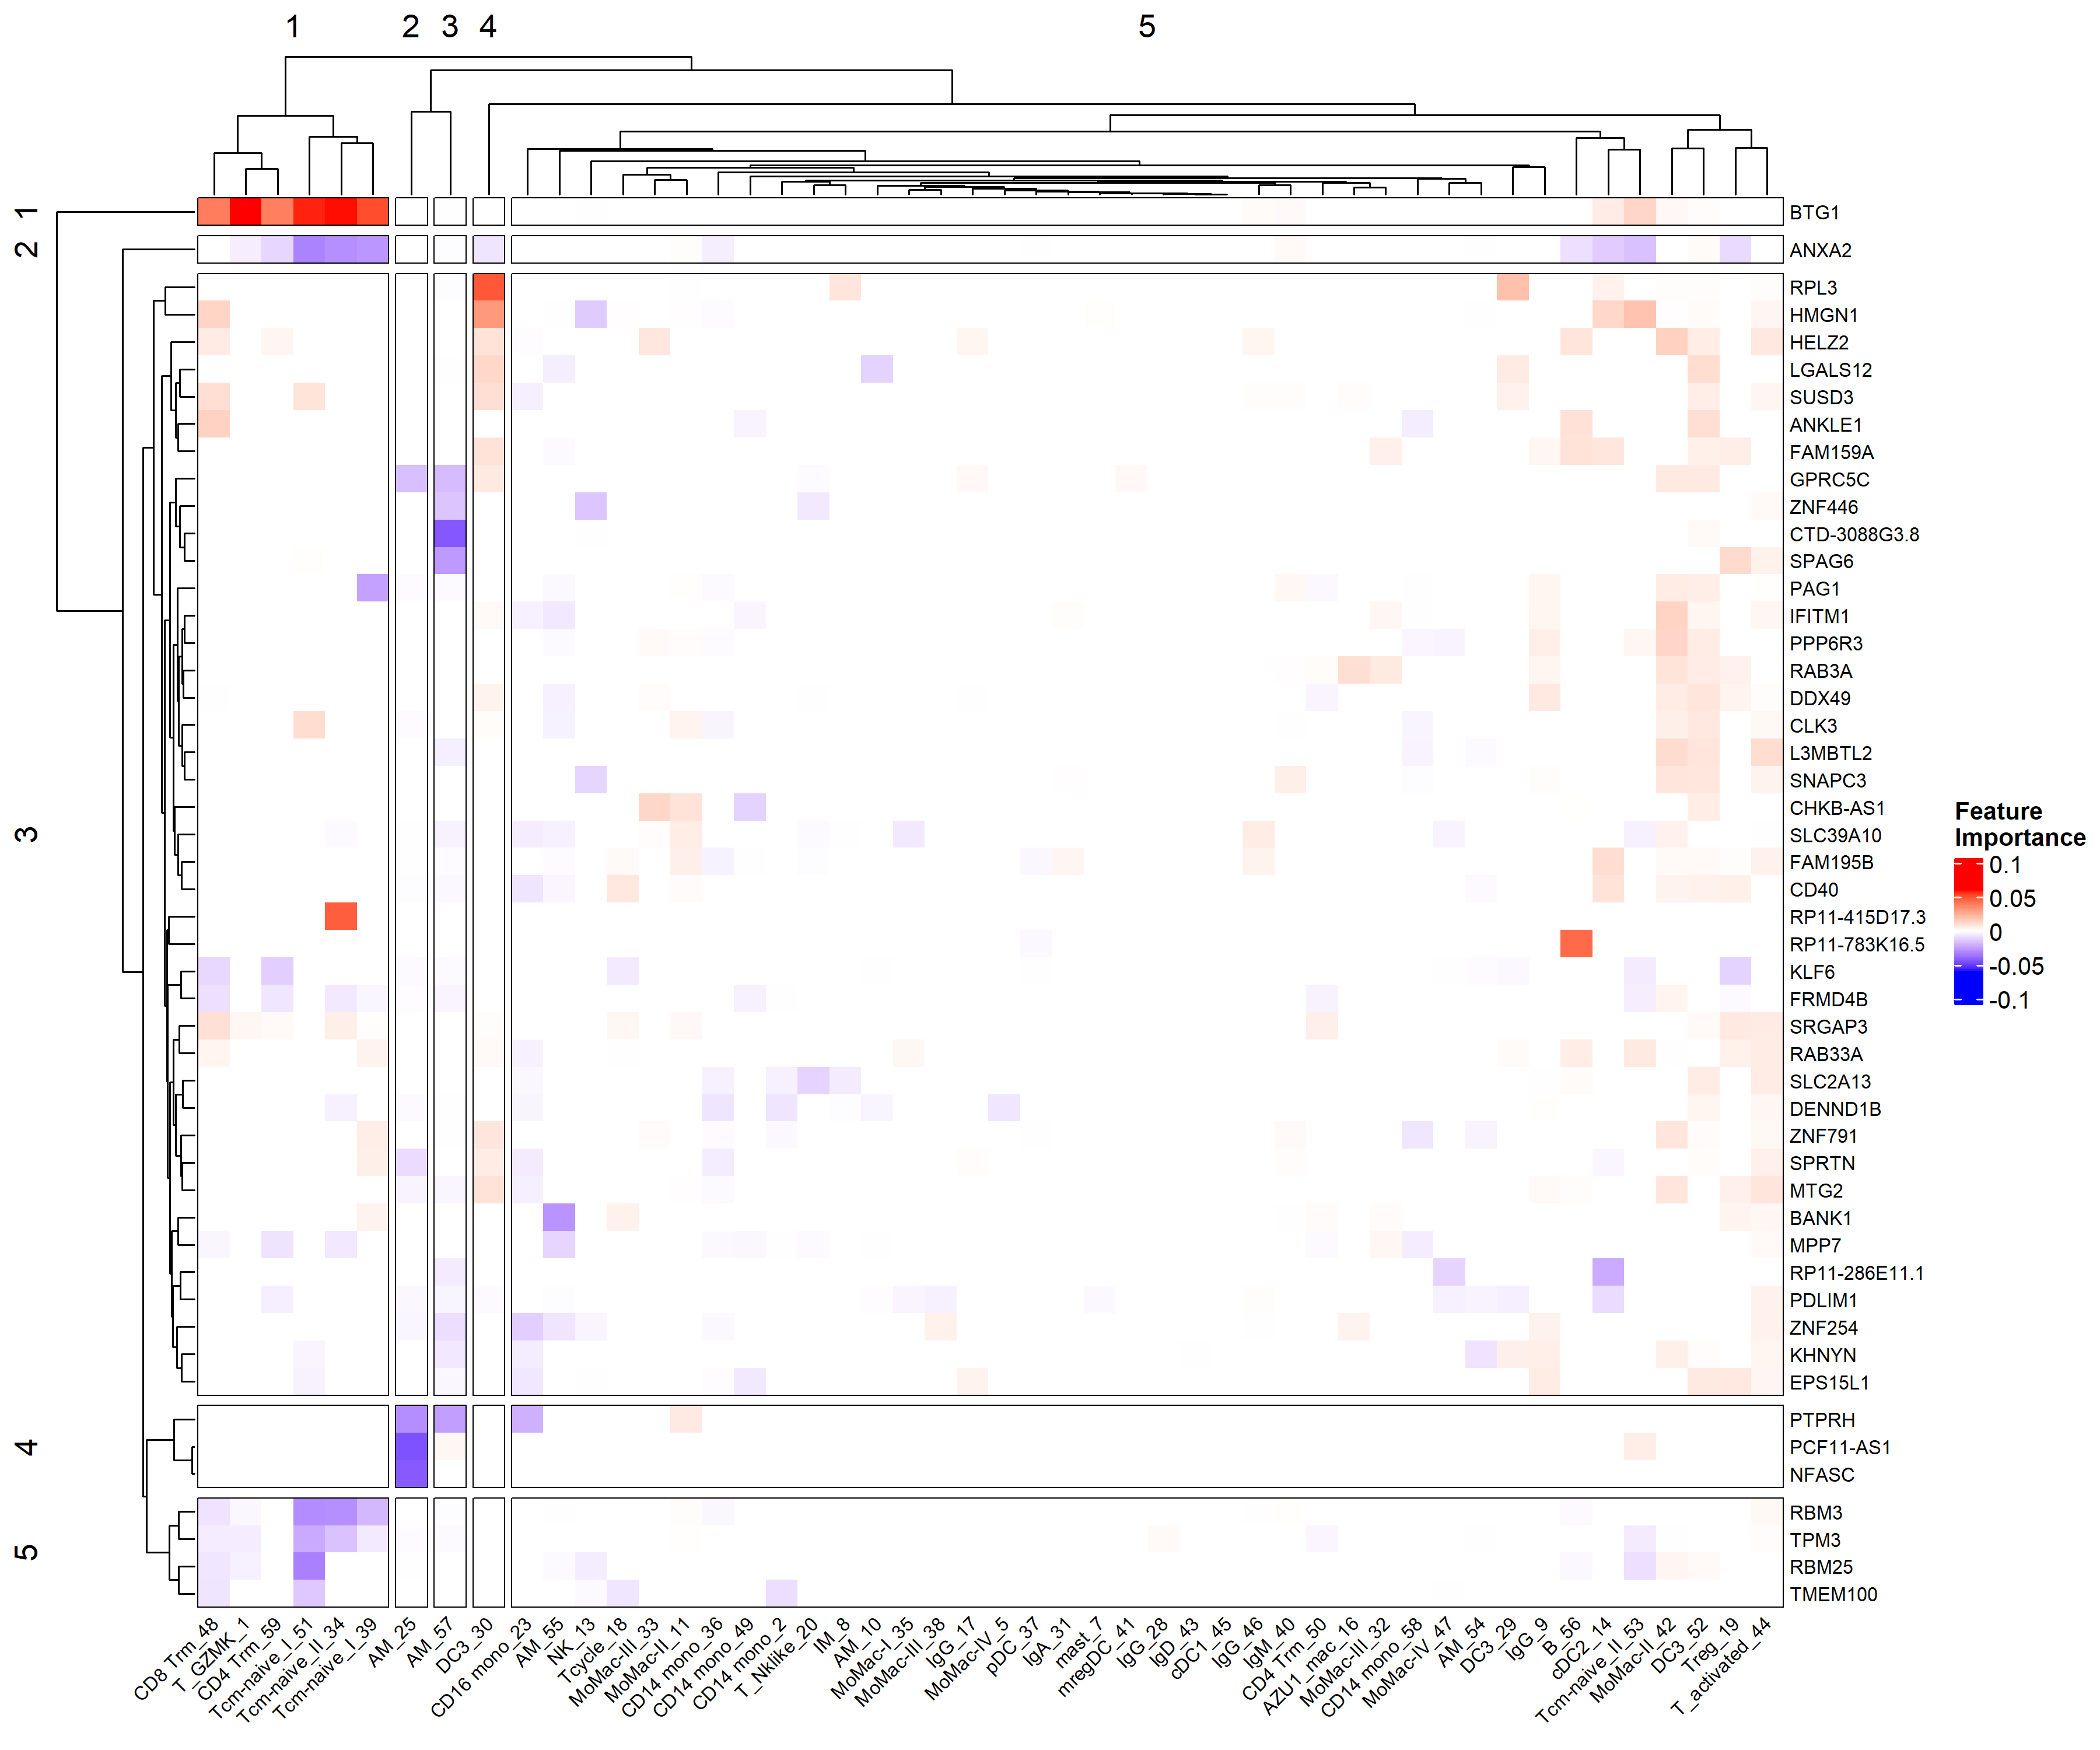 1 2 3 4 5
1
2
3
4
5
BTG1
ANXA2
RPL3
HMGN1
HELZ2
LGALS12
SUSD3
ANKLE1
FAM159A
GPRC5C
ZNF446
CTD-3088G3.8
SPAG6
PAG1
IFITM1
PPP6R3
RAB3A
DDX49
CLK3
L3MBTL2
SNAPC3
CHKB-AS1
SLC39A10
FAM195B
CD40
RP11-415D17.3
RP11-783K16.5
KLF6
FRMD4B
SRGAP3
RAB33A
SLC2A13
DENND1B
ZNF791
SPRTN
MTG2
BANK1
MPP7
RP11-286E11.1
PDLIM1
ZNF254
KHNYN
EPS15L1
PTPRH
PCF11-AS1
NFASC
RBM3
TPM3
RBM25
TMEM100
Feature
Importance
0.1
0.05
0
-0.05
-0.1
CD8 Trm_48
T_GZMK_1
CD4 Trm_59
Tcm-naive_I_51
Tcm-naive_II_34
Tcm-naive_I_39
AM_25
AM_57
DC3_30
CD16 mono_23
AM_55
NK_13
Tcycle_18
MoMac-III_33
MoMac-II_11
CD14 mono_36
CD14 mono_49
CD14 mono_2
T_Nklike_20
IM_8
AM_10
MoMac-I_35
MoMac-III_38
IgG_17
MoMac-IV_5
pDC_37
IgA_31
mast_7
mregDC_41
IgG_28
IgD_43
cDC1_45
IgG_46
IgM_40
CD4 Trm_50
AZU1_mac_16
MoMac-III_32
CD14 mono_58
MoMac-IV_47
AM_54
DC3_29
IgG_9
B_56
cDC2_14
Tcm-naive_II_53
MoMac-II_42
DC3_52
Treg_19
T_activated_44